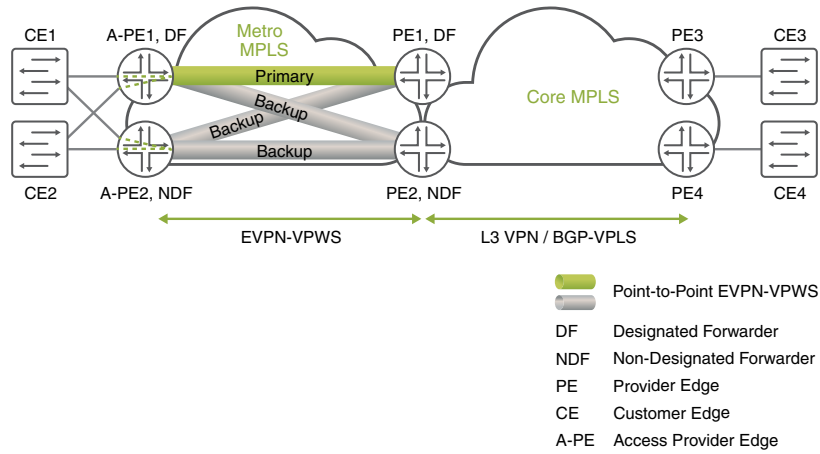 CE1
A-PE1, DF
Metro
MPLS
PE1, DF
PE3
CE3
Primary
Backup
Backup
Backup
Core MPLS
CE2
A-PE2, NDF
PE2, NDF
PE4
CE4
EVPN-VPWS
L3 VPN / BGP-VPLS
Point-to-Point EVPN-VPWS
DF Designated Forwarder
NDF Non-Designated Forwarder
PE Provider Edge
CE Customer Edge
A-PE Access Provider Edge